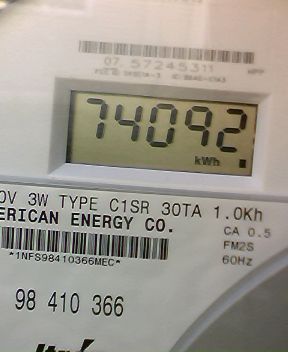 07 57245311
74092
kWh
0V 3W TYPE C1SR 30TA 1.0Kh
ERICAN ENERGY CO.
CA 0.5
FM2S
*1NFS98410366MEC*
60Hz
98 410 366